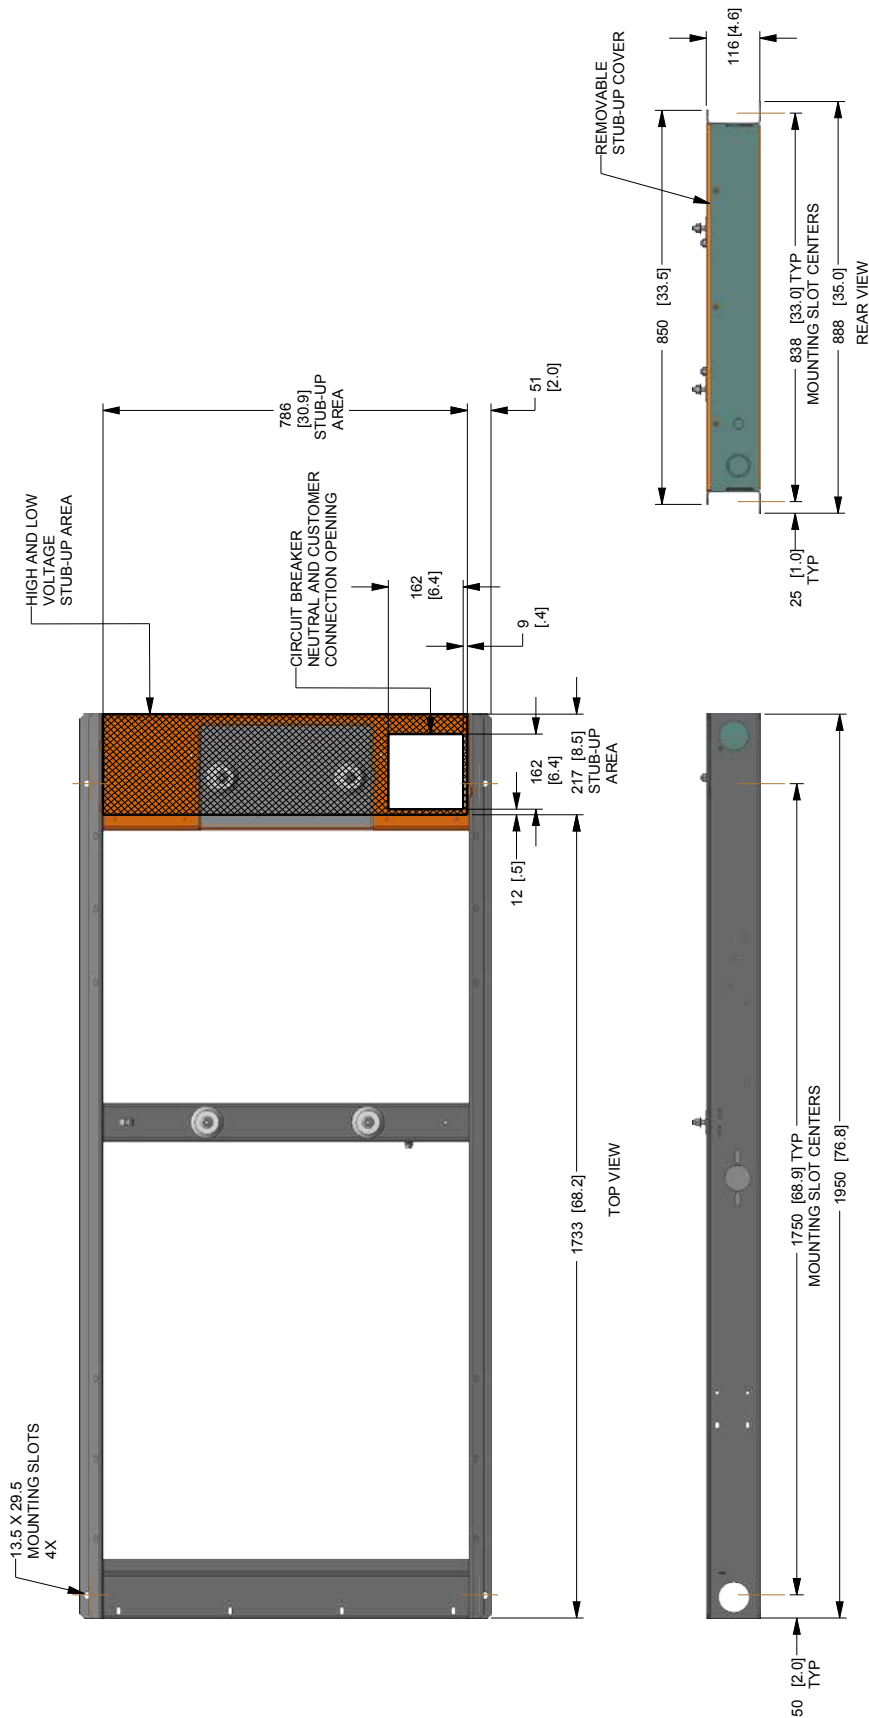 13.5 X 29.5
MOUNTING SLOTS
4X
HIGH AND LOW
VOLTAGE
STUB-UP AREA
CIRCUIT BREAKER
NEUTRAL AND CUSTOMER
CONNECTION OPENING
786
[30.9]
STUB-UP
AREA
51
[2.0]
162
[6.4]
9
[.4]
162
[6.4]
217 [8.5]
STUB-UP
AREA
12 [.5]
1733 [68.2]
TOP VIEW
REMOVABLE
STUB-UP COVER
116 [4.6]
850 [33.5]
838 [33.0] TYP
MOUNTING SLOT CENTERS
888 [35.0]
25 [1.0]
TYP
REAR VIEW
1750 [68.9] TYP
MOUNTING SLOT CENTERS
1950 [76.8]
50 [2.0]
TYP